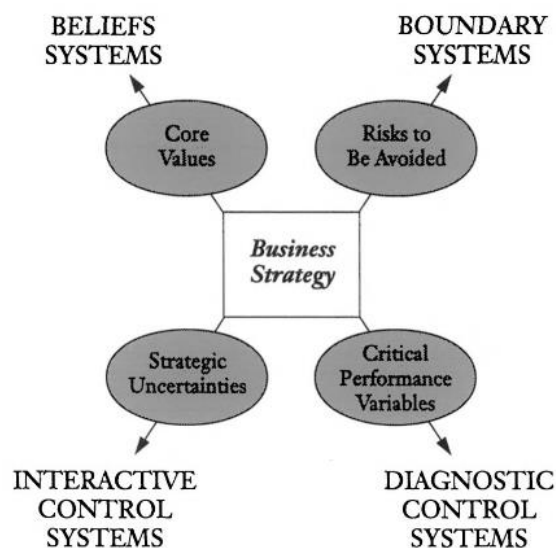 BELIEFS
SYSTEMS
BOUNDARY
SYSTEMS
Core
Values
Risks to
Be Avoided
Business
Strategy
Strategic
Uncertainties
Critical
Performance
Variables
INTERACTIVE
CONTROL
SYSTEMS
DIAGNOSTIC
CONTROL
SYSTEMS